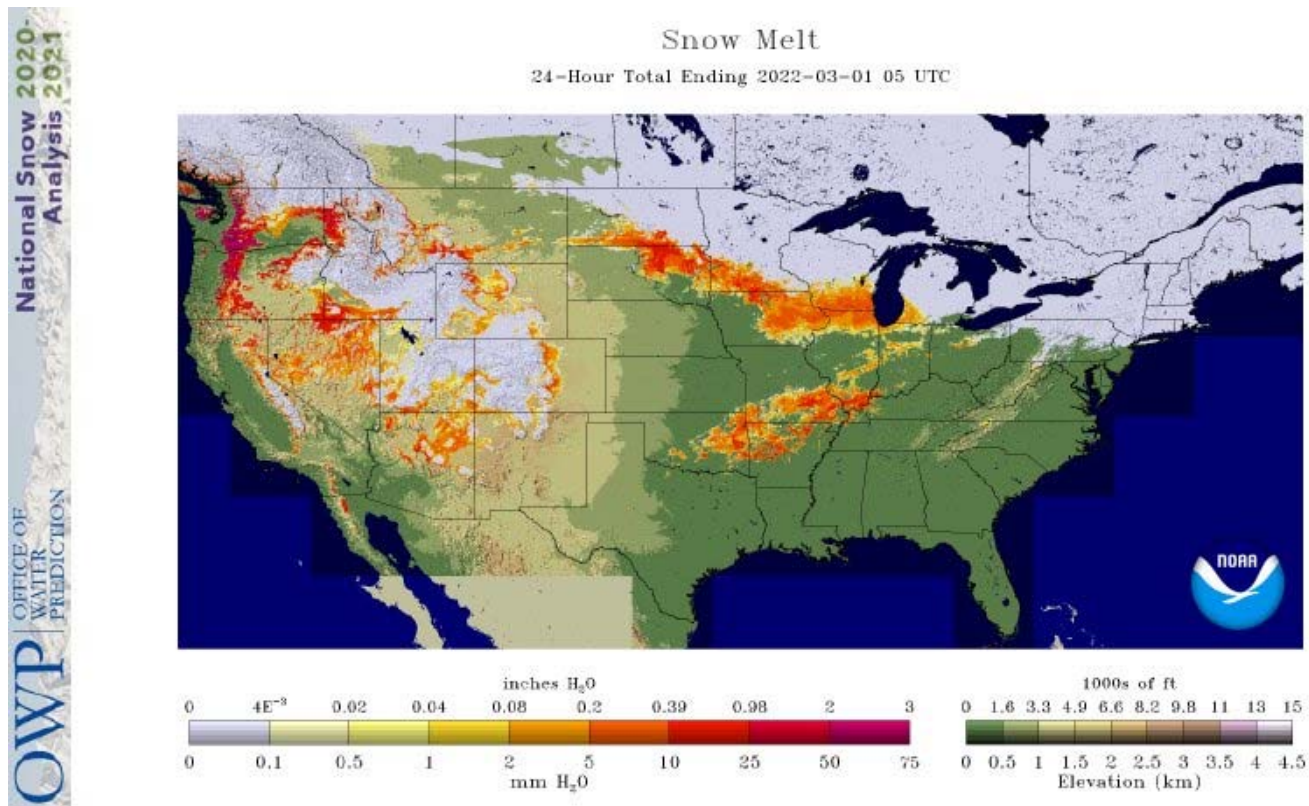 National Snow 2020-
Analysis 2021
OWP
OFFICE OF
WATER
PREDICTION
Snow Melt
24-Hour Total Ending 2022-03-01 05 UTC
NOAA
inches H₂O
0 4E⁻³ 0.02 0.04 0.08 0.2 0.39 0.98 2 3
0 0.1 0.5 1 2 5 10 25 50 75
mm H₂O
1000s of ft
0 1.6 3.3 4.9 6.6 8.2 9.8 11 13 15
0 0.5 1 1.5 2 2.5 3 3.5 4 4.5
Elevation (km)